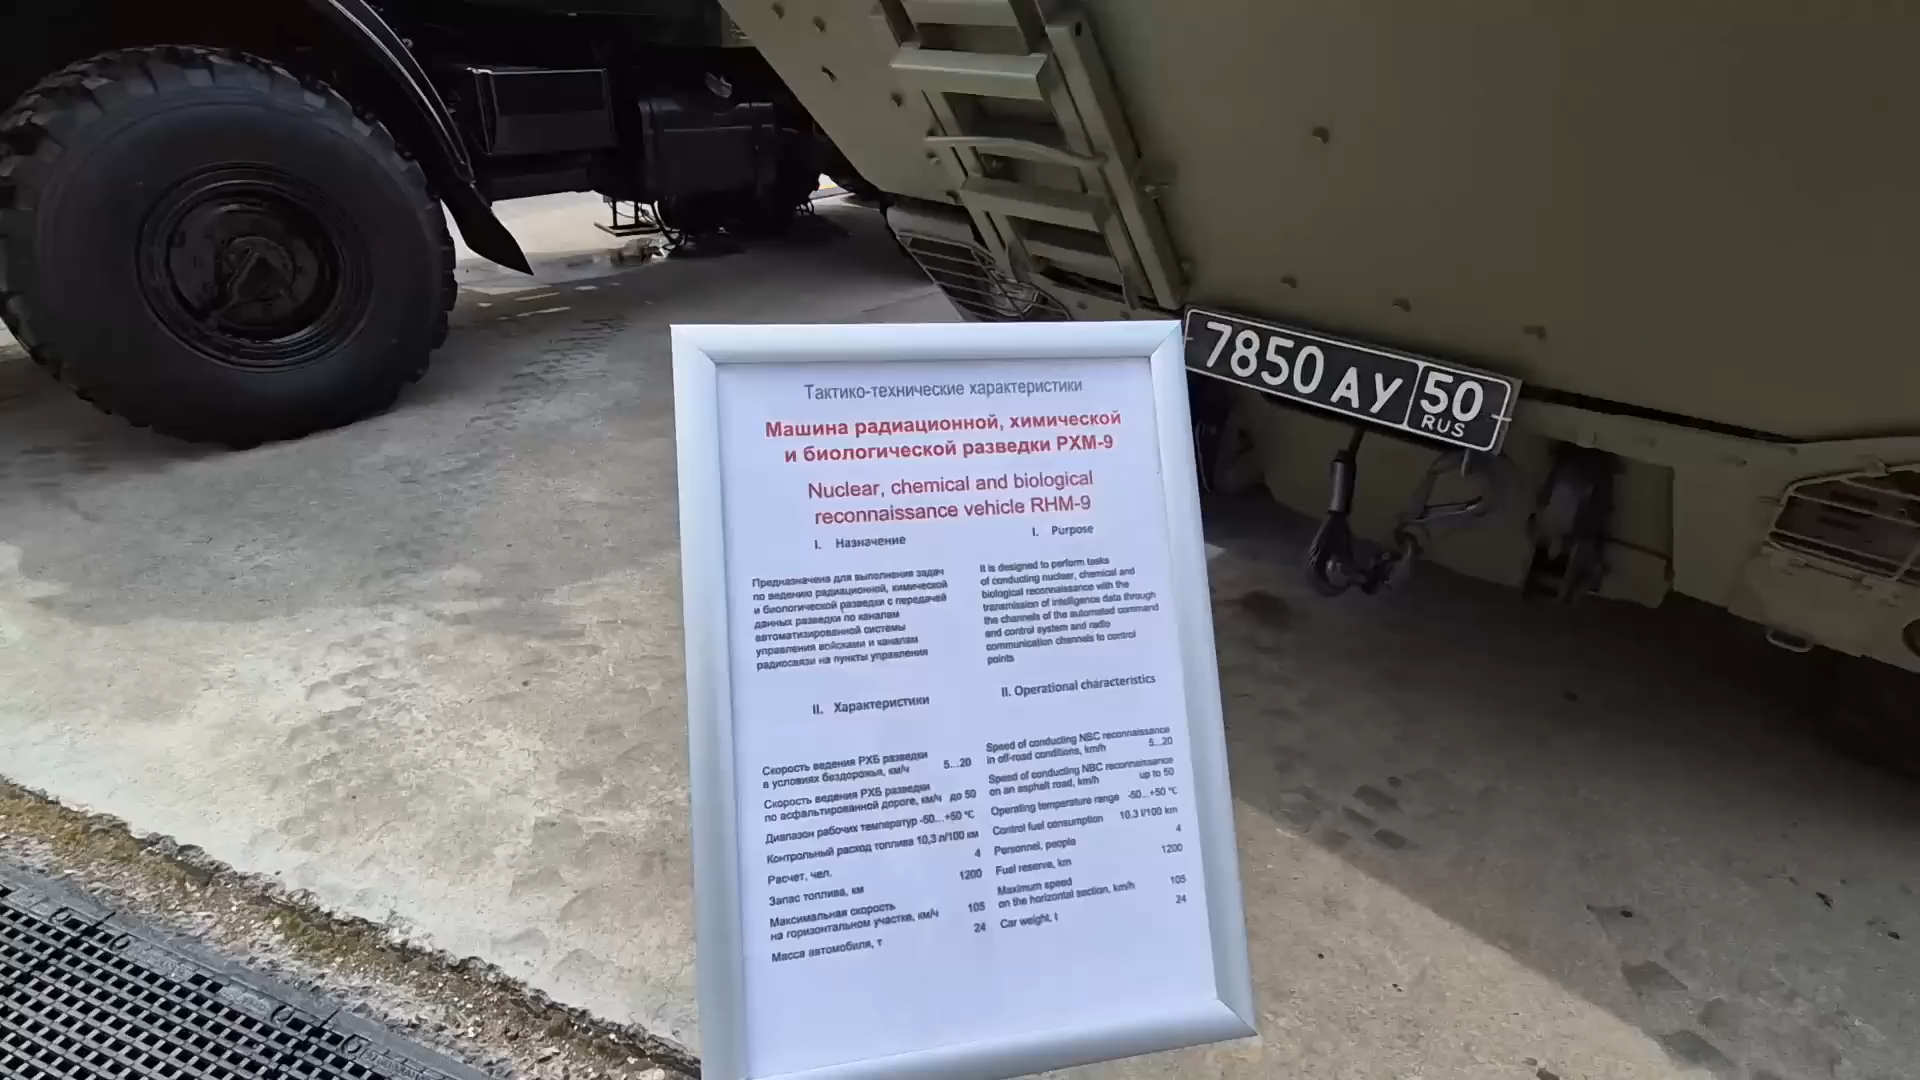 Тактико-технические характеристики
Машина радиационной, химической
и биологической разведки РХМ-9
Nuclear, chemical and biological
reconnaissance vehicle RHM-9
I. Назначение
Предназначена для выполнения задач
по ведению радиационной, химической
и биологической разведки с передачей
данных разведки по каналам
автоматизированной системы
управления войсками и каналам
радиосвязи на пункты управления
II. Характеристики
Скорость ведения РХБ разведки
в условиях бездорожья, км/ч 5...20
Скорость ведения РХБ разведки
по асфальтированной дороге, км/ч до 50
Диапазон рабочих температур -50...+50 °C
Контрольный расход топлива 10,3 л/100 км
Расчет, чел. 4
Запас топлива, км 1200
Максимальная скорость
на горизонтальном участке, км/ч 105
Масса автомобиля, т 24
I. Purpose
It is designed to perform tasks
of conducting nuclear, chemical and
biological reconnaissance with the
transmission of intelligence data through
the channels of the automated command
and control system and radio
communication channels to control
points
II. Operational characteristics
Speed of conducting NBC reconnaissance
in off-road conditions, km/h 5...20
Speed of conducting NBC reconnaissance
on an asphalt road, km/h up to 50
Operating temperature range -50...+50 °C
Control fuel consumption 10.3 l/100 km
Personnel, people 4
Fuel reserve, km 1200
Maximum speed
on the horizontal section, km/h 105
Car weight, t 24
7850 АУ 50
RUS